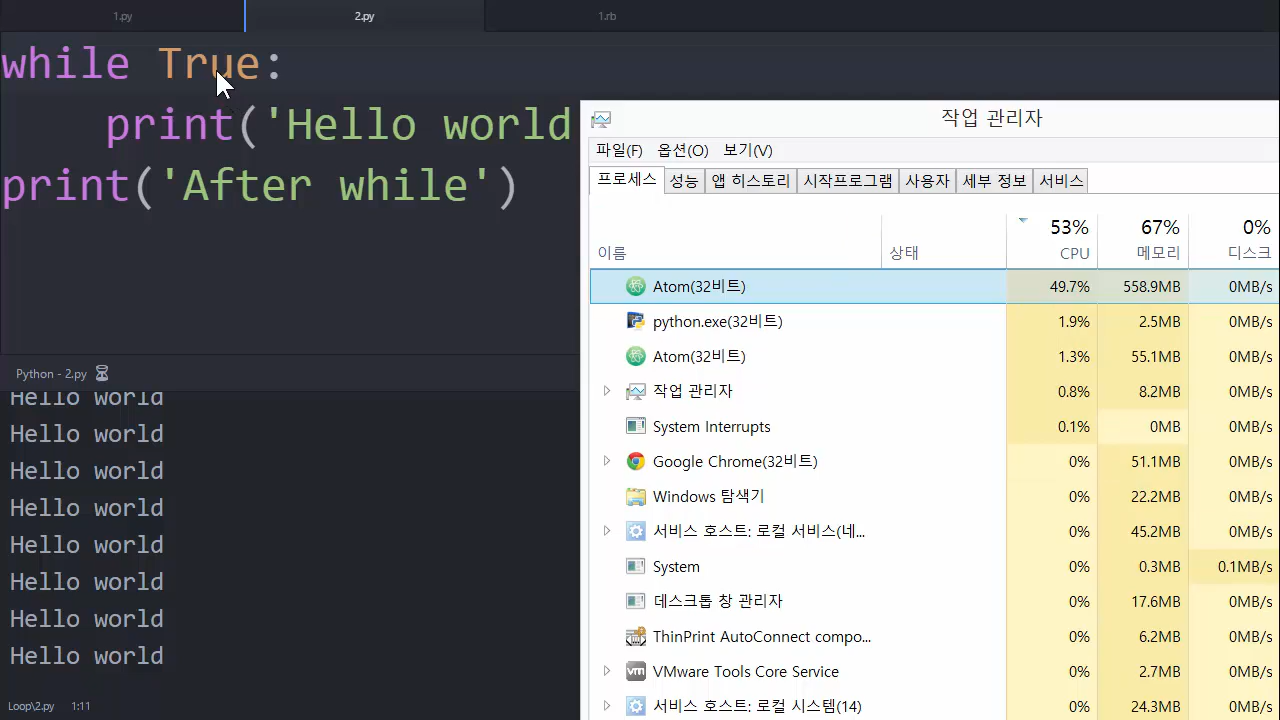 1.py 2.py 1.rb
while True:
print('Hello world
print('After while')
Python - 2.py
Hello world
Hello world
Hello world
Hello world
Hello world
Hello world
Hello world
Hello world
Loop\2.py 1:11
작업 관리자
파일(F) 옵션(O) 보기(V)
프로세스 성능 앱 히스토리 시작프로그램 사용자 세부 정보 서비스
53% 67% 0%
이름 상태 CPU 메모리 디스크
Atom(32비트) 49.7% 558.9MB 0MB/s
python.exe(32비트) 1.9% 2.5MB 0MB/s
Atom(32비트) 1.3% 55.1MB 0MB/s
작업 관리자 0.8% 8.2MB 0MB/s
System Interrupts 0.1% 0MB 0MB/s
Google Chrome(32비트) 0% 51.1MB 0MB/s
Windows 탐색기 0% 22.2MB 0MB/s
서비스 호스트: 로컬 서비스(네... 0% 45.2MB 0MB/s
System 0% 0.3MB 0.1MB/s
데스크톱 창 관리자 0% 17.6MB 0MB/s
ThinPrint AutoConnect compo... 0% 6.2MB 0MB/s
vm VMware Tools Core Service 0% 2.7MB 0MB/s
서비스 호스트: 로컬 시스템(14) 0% 24.3MB 0MB/s